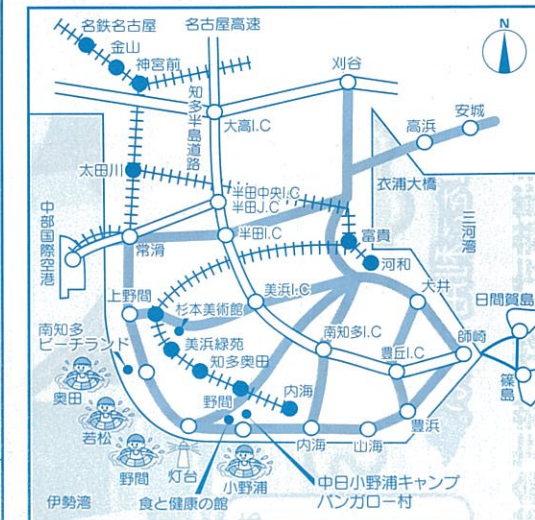 名鉄名古屋
名古屋高速
N
金山
神宮前
刈谷
知多半島道路
大高I.C
高浜
安城
太田川
半田中央I.C
半田J.C
衣浦大橋
中部国際空港
常滑
半田I.C
富貴
三河湾
河和
上野間
杉本美術館
美浜I.C
大井
日間賀島
南知多
ビーチランド
美浜緑苑
南知多I.C
師崎
知多奥田
豊丘I.C
篠島
奥田
野間
内海
若松
豊浜
野間
灯台
小野浦
内海
山海
中日小野浦キャンプ
バンガロー村
伊勢湾
食と健康の館